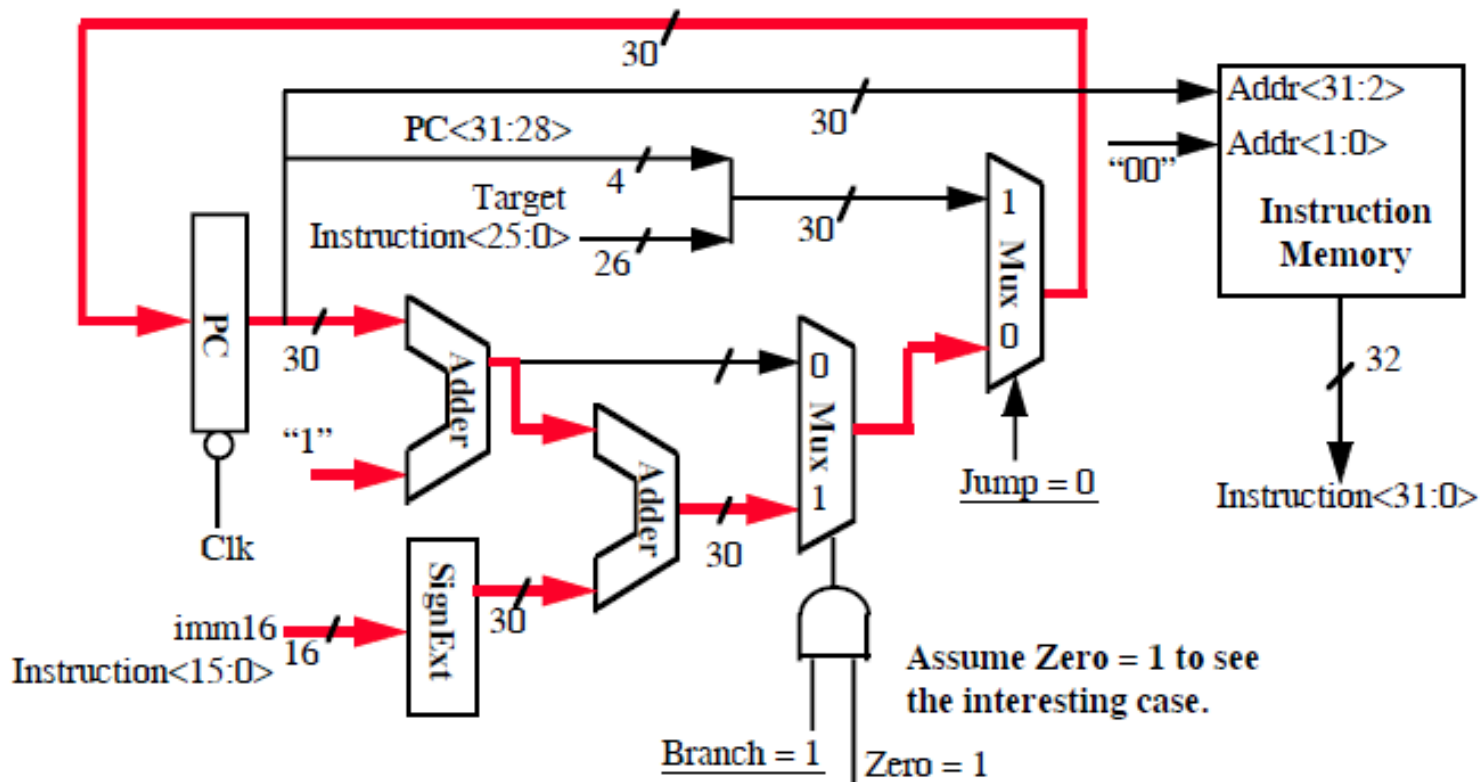 30
Addr<31:2>
30
PC<31:28>
Addr<1:0>
"00"
4
Target
1
Instruction
Instruction<25:0>
30
Memory
26
Mux
PC
0
30
Adder
0
32
"1"
Mux
Adder
Jump = 0
1
Instruction<31:0>
Clk
30
SignExt
30
imm16
16
Instruction<15:0>
Assume Zero = 1 to see
the interesting case.
Branch = 1
Zero = 1